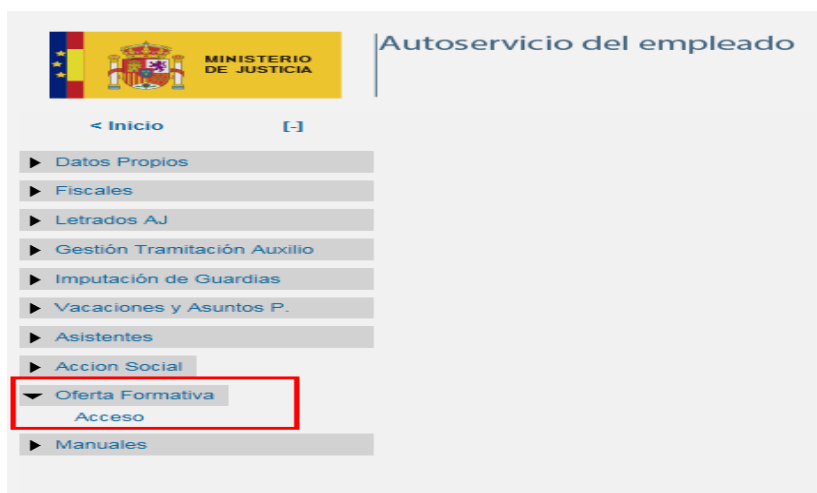 MINISTERIO
DE JUSTICIA
Autoservicio del empleado
< Inicio [-]
Datos Propios
Fiscales
Letrados AJ
Gestión Tramitación Auxilio
Imputación de Guardias
Vacaciones y Asuntos P.
Asistentes
Accion Social
Oferta Formativa
Acceso
Manuales